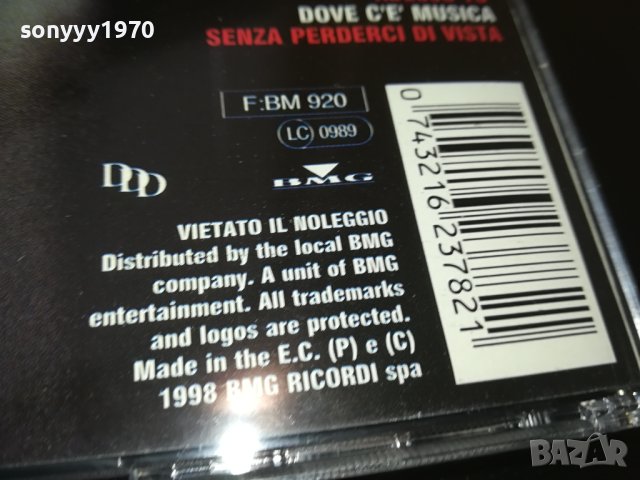 sonyyy1970
DOVE C'E' MUSICA
SENZA PERDERCI DI VISTA
F:BM 920
LC 0989
DDD
BMG
VIETATO IL NOLEGGIO
Distributed by the local BMG
company. A unit of BMG
entertainment. All trademarks
and logos are protected.
Made in the E.C. (P) e (C)
1998 BMG RICORDI spa
0 743216 237821
BAZAR